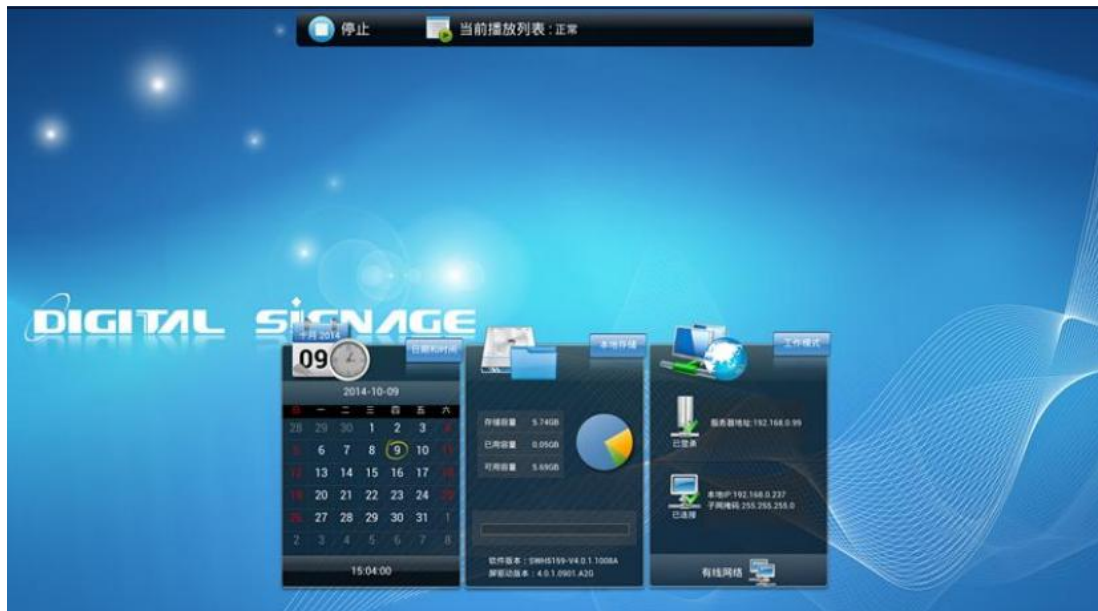 停止
当前播放列表:正常
DIGITAL SIGNAGE
十月 2014
09
日期和时间
2014-10-09
日 一 二 三 四 五 六
28 29 30 1 2 3 4
5 6 7 8 9 10 11
12 13 14 15 16 17 18
19 20 21 22 23 24 25
26 27 28 29 30 31 1
2 3 4 5 6 7 8
15:04:00
本地存储
存储容量 5.74GB
已用容量 0.05GB
可用容量 5.69GB
软件版本:SWH5159-V4.0.1.1008A
屏驱动版本:4.0.1.0901.A2G
工作模式
服务器地址:192.168.0.99
已登录
本地IP:192.168.0.237
子网掩码:255.255.255.0
已连接
有线网络